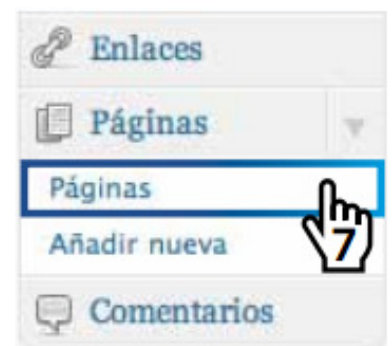 Enlaces
Páginas
Páginas
Añadir nueva
7
Comentarios